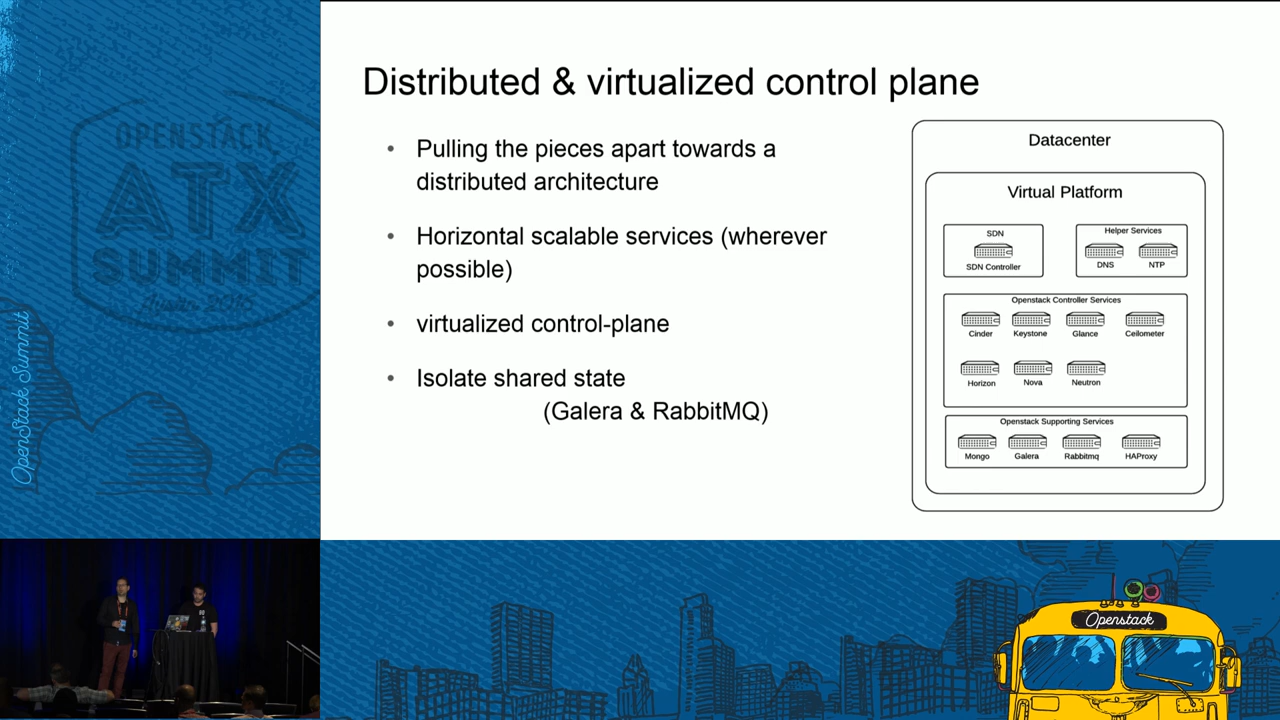 Distributed & virtualized control plane
• Pulling the pieces apart towards a
distributed architecture
• Horizontal scalable services (wherever
possible)
• virtualized control-plane
• Isolate shared state
(Galera & RabbitMQ)
Datacenter
Virtual Platform
SDN
SDN Controller
Helper Services
DNS
NTP
Openstack Controller Services
Cinder
Keystone
Glance
Ceilometer
Horizon
Nova
Neutron
Openstack Supporting Services
Mongo
Galera
Rabbitmq
HAProxy
OPENSTACK
ATX
SUMMIT
Austin 2016
OpenStack Summit
Openstack